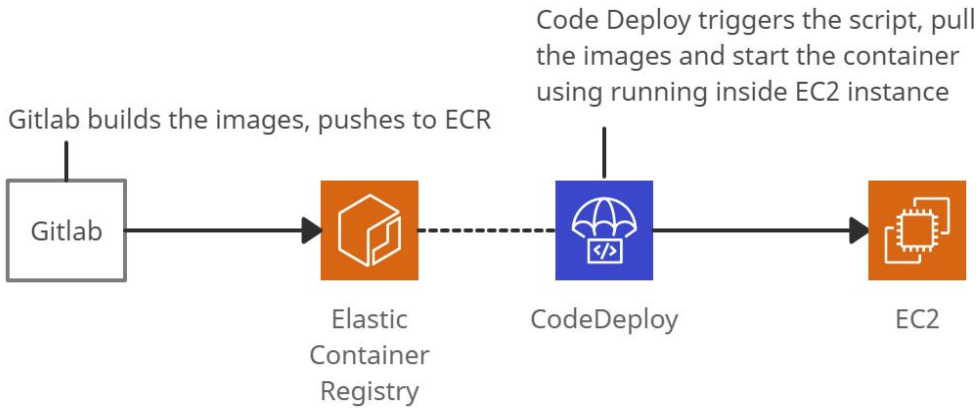 Code Deploy triggers the script, pull
the images and start the container
using running inside EC2 instance
Gitlab builds the images, pushes to ECR
Gitlab
</>
Elastic
Container
Registry
CodeDeploy
EC2